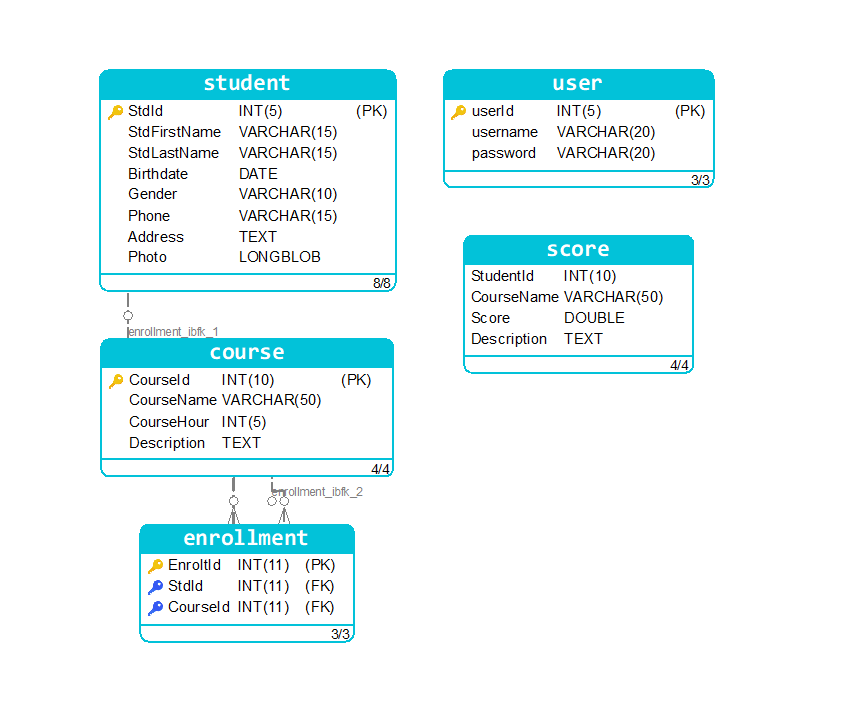 student
StdId INT(5) (PK)
StdFirstName VARCHAR(15)
StdLastName VARCHAR(15)
Birthdate DATE
Gender VARCHAR(10)
Phone VARCHAR(15)
Address TEXT
Photo LONGBLOB
8/8
user
userId INT(5) (PK)
username VARCHAR(20)
password VARCHAR(20)
3/3
score
StudentId INT(10)
CourseName VARCHAR(50)
Score DOUBLE
Description TEXT
4/4
enrollment_ibfk_1
course
CourseId INT(10) (PK)
CourseName VARCHAR(50)
CourseHour INT(5)
Description TEXT
4/4
enrollment_ibfk_2
enrollment
EnroltId INT(11) (PK)
StdId INT(11) (FK)
CourseId INT(11) (FK)
3/3